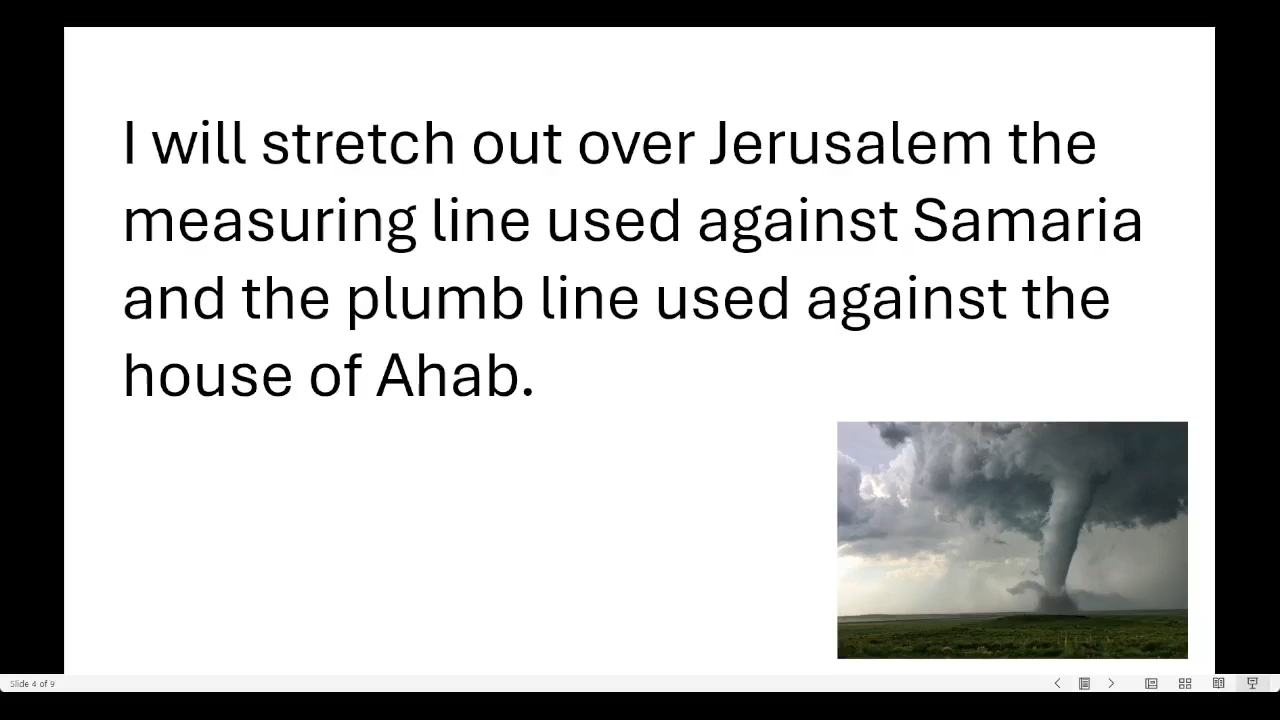 I will stretch out over Jerusalem the
measuring line used against Samaria
and the plumb line used against the
house of Ahab.
Slide 4 of 9